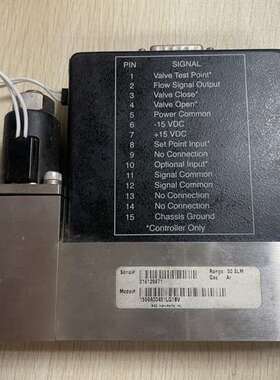 PIN SIGNAL
1 Valve Test Point*
2 Flow Signal Output
3 Valve Close*
4 Valve Open*
5 Power Common
6 -15 VDC
7 +15 VDC
8 Set Point Input*
9 No Connection
10 Optional Input*
11 Signal Common
12 Signal Common
13 No Connection
14 No Connection
15 Chassis Ground
*Controller Only
Serial# Range 30 SLM
Gas Ar
Model#